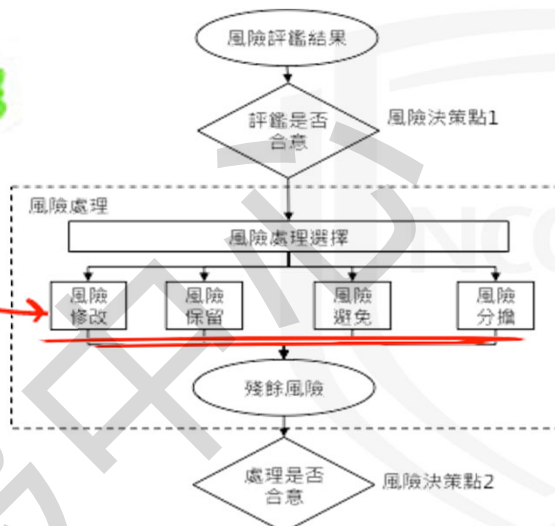 風險評鑑結果
評鑑是否
合意
風險決策點1
風險處理
風險處理選擇
風險
修改
風險
保留
風險
避免
風險
分擔
殘餘風險
處理是否
合意
風險決策點2
中心
NCC